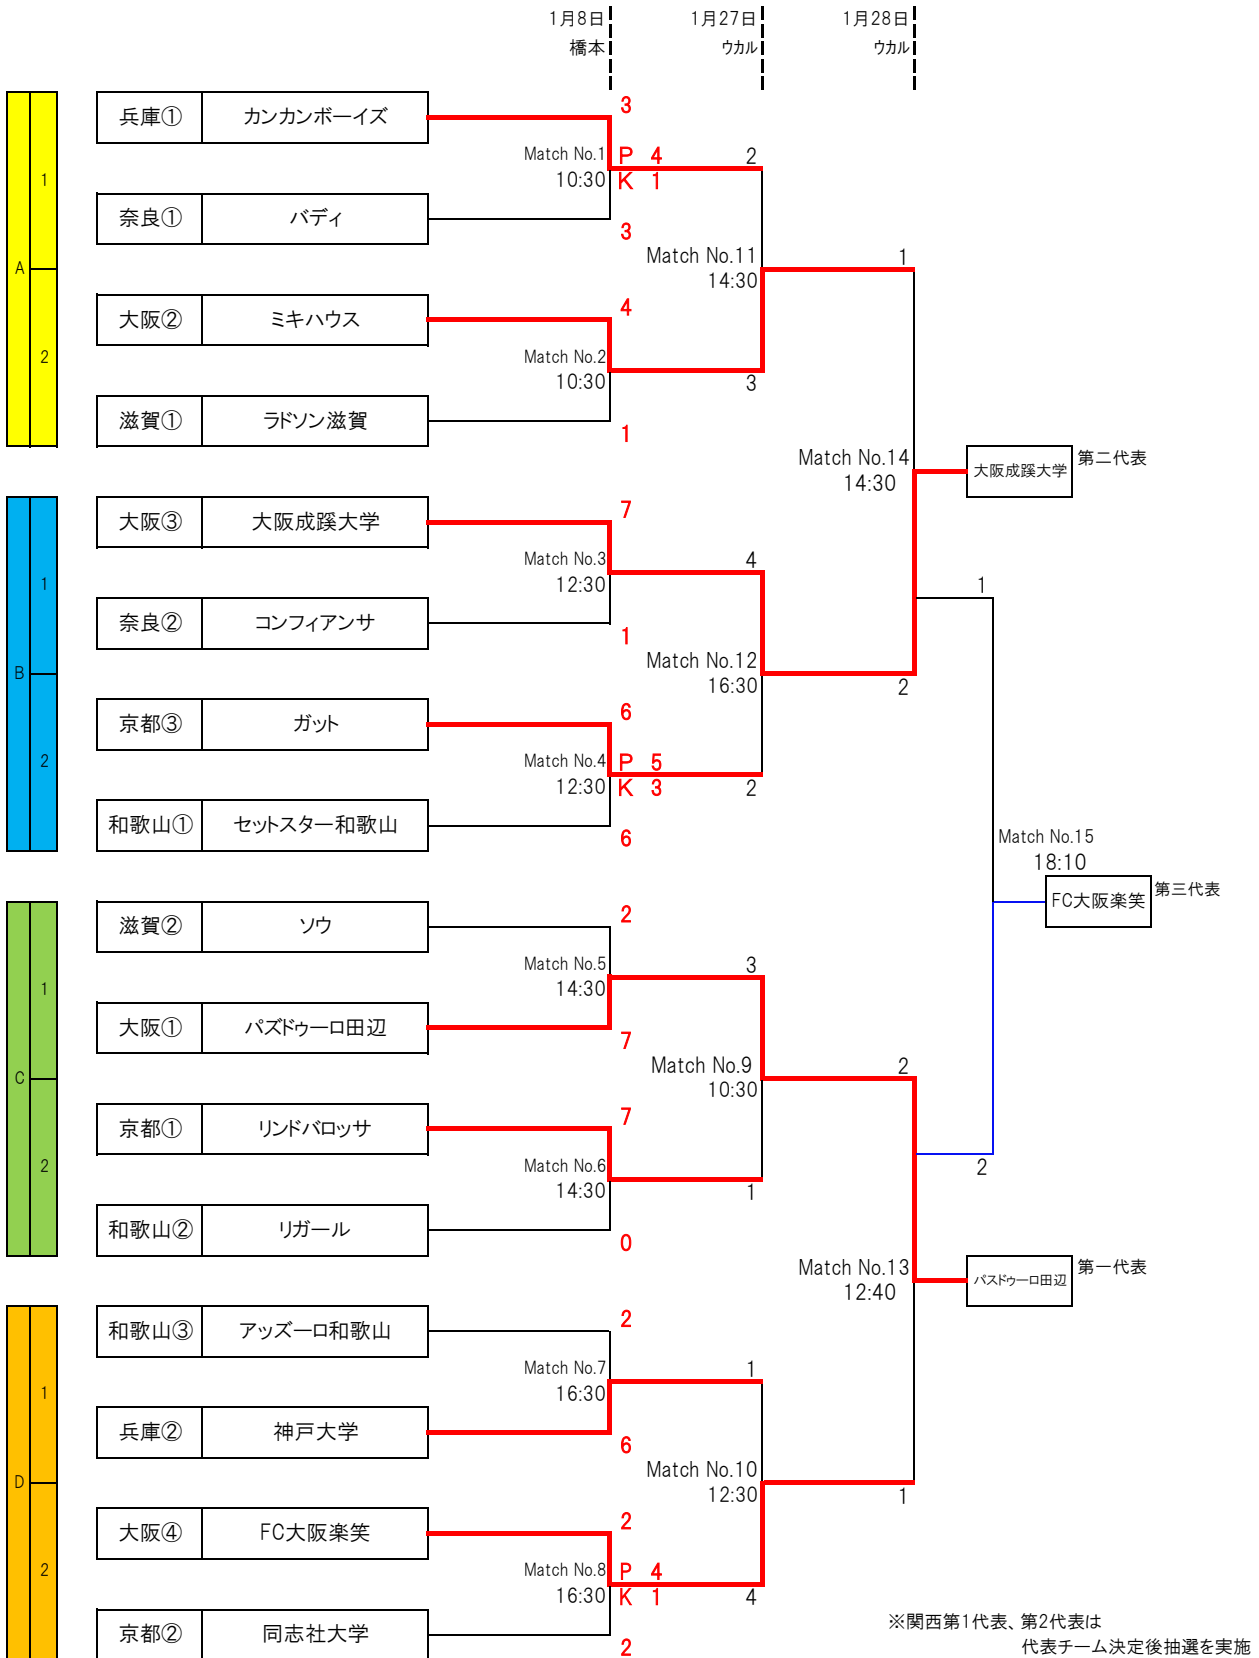 1月8日 1月27日 1月28日
橋本 ウカル ウカル
A
1
2
兵庫① カンカンボーイズ
3
Match No.1
10:30
P 4
K 1
2
奈良① バディ
3
Match No.11
14:30
1
大阪② ミキハウス
4
Match No.2
10:30
3
滋賀① ラドソン滋賀
1
Match No.14
14:30
大阪成蹊大学 第二代表
B
1
2
大阪③ 大阪成蹊大学
7
Match No.3
12:30
4
1
奈良② コンフィアンサ
1
Match No.12
16:30
2
京都③ ガット
6
Match No.4
12:30
P 5
K 3
2
和歌山① セットスター和歌山
6
Match No.15
18:10
FC大阪楽笑 第三代表
C
1
2
滋賀② ソウ
2
Match No.5
14:30
3
大阪① パズドゥーロ田辺
7
Match No.9
10:30
2
京都① リンドバロッサ
7
Match No.6
14:30
1
2
和歌山② リガール
0
Match No.13
12:40
パスドゥーロ田辺 第一代表
D
1
2
和歌山③ アッズーロ和歌山
2
Match No.7
16:30
1
兵庫② 神戸大学
6
Match No.10
12:30
1
大阪④ FC大阪楽笑
2
Match No.8
16:30
P 4
K 1
4
京都② 同志社大学
2
※関西第1代表、第2代表は
代表チーム決定後抽選を実施